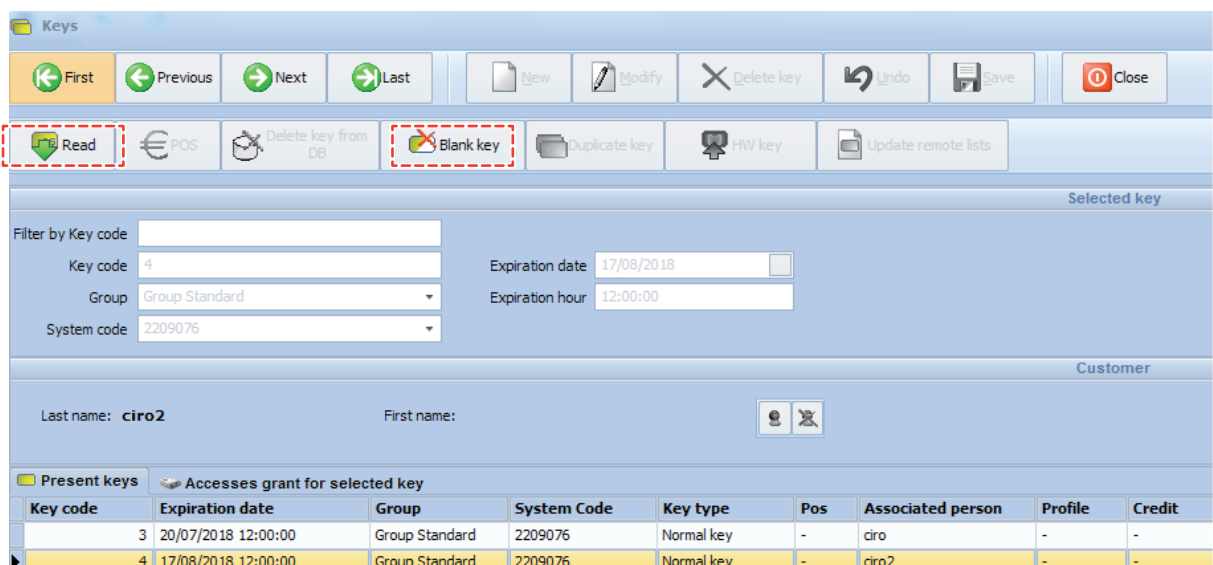 Keys
First Previous Next Last New Modify Delete key Undo Save Close
Read POS Delete key from DB Blank key Duplicate key HW key Update remote lists
Selected key
Filter by Key code
Key code 4 Expiration date 17/08/2018
Group Group Standard Expiration hour 12:00:00
System code 2209076
Customer
Last name: ciro2 First name:
Present keys Accesses grant for selected key
Key code Expiration date Group System Code Key type Pos Associated person Profile Credit
3 20/07/2018 12:00:00 Group Standard 2209076 Normal key - ciro - -
4 17/08/2018 12:00:00 Group Standard 2209076 Normal key - ciro2 - -